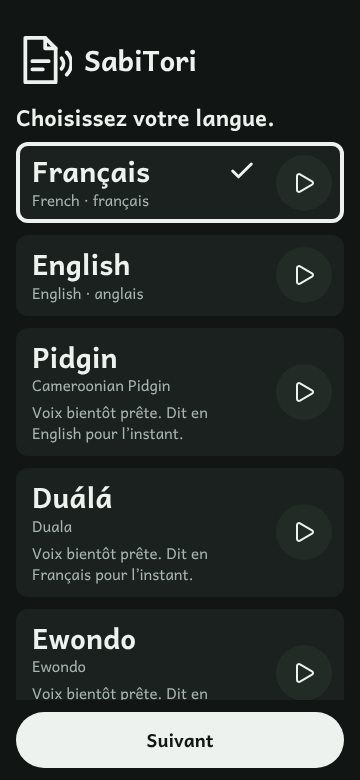 SabiTori
Choisissez votre langue.
Français
French · français
English
English · anglais
Pidgin
Cameroonian Pidgin
Voix bientôt prête. Dit en
English pour l’instant.
Duálá
Duala
Voix bientôt prête. Dit en
Français pour l’instant.
Ewondo
Ewondo
Voix bientôt prête. Dit en
Suivant